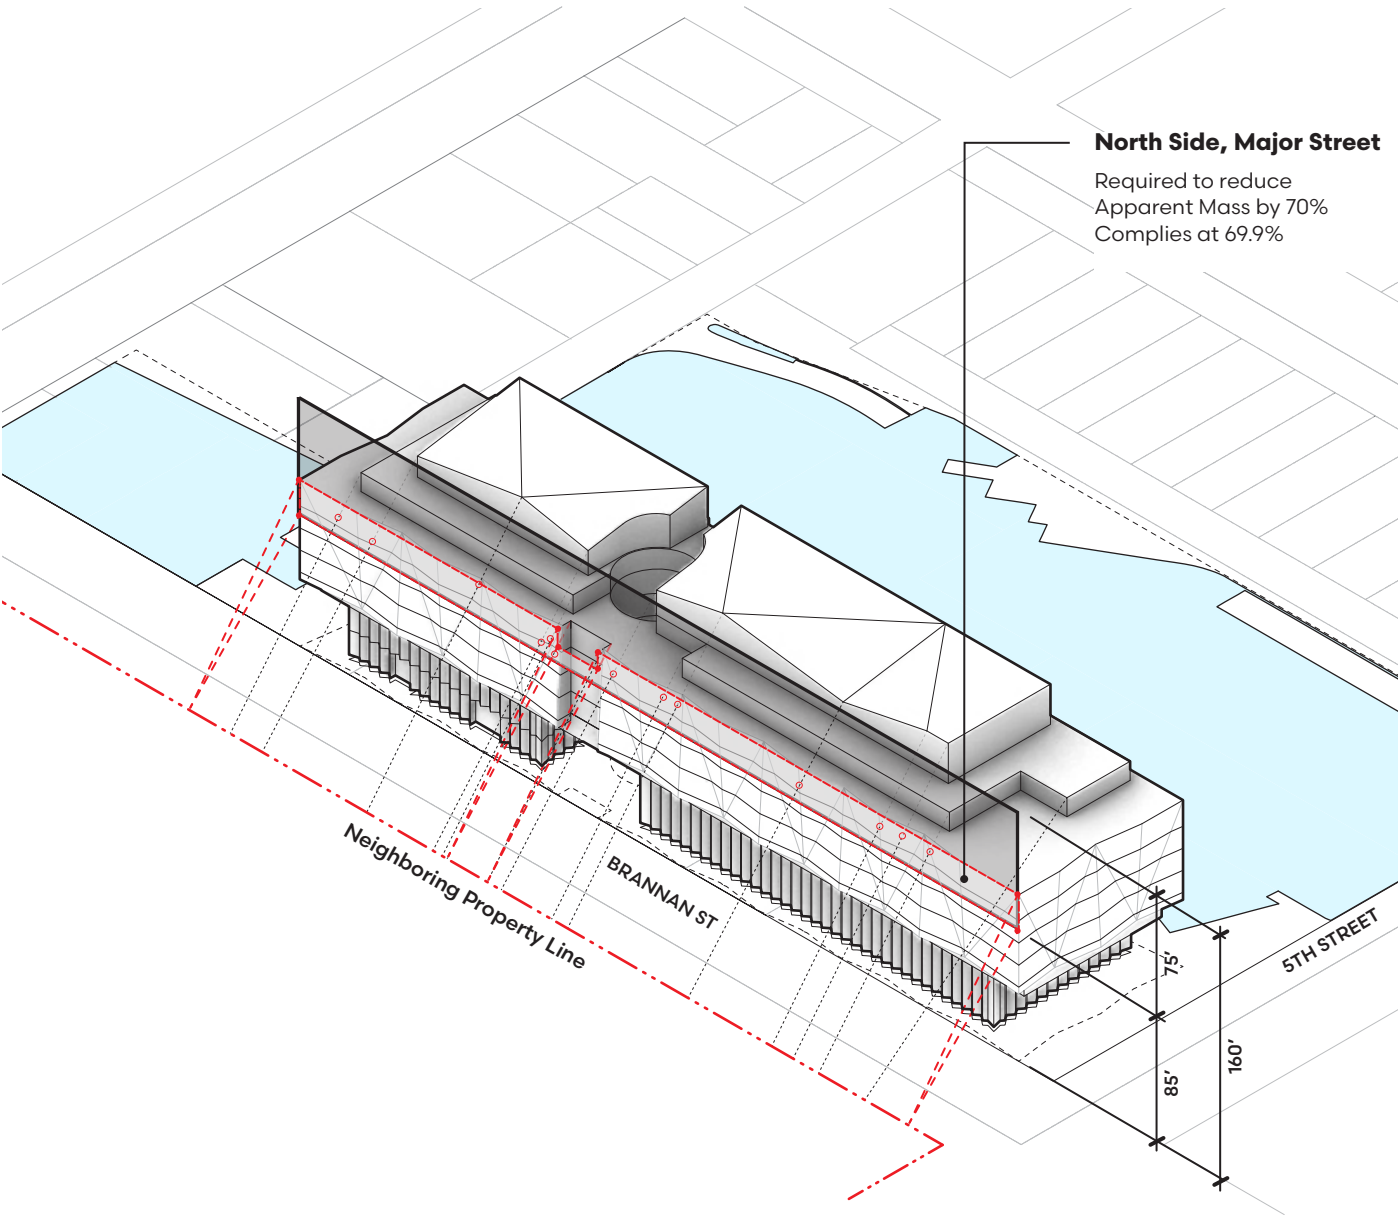 North Side, Major Street
Required to reduce
Apparent Mass by 70%
Complies at 69.9%
Neighboring Property Line
BRANNAN ST
5TH STREET
75'
85'
160'